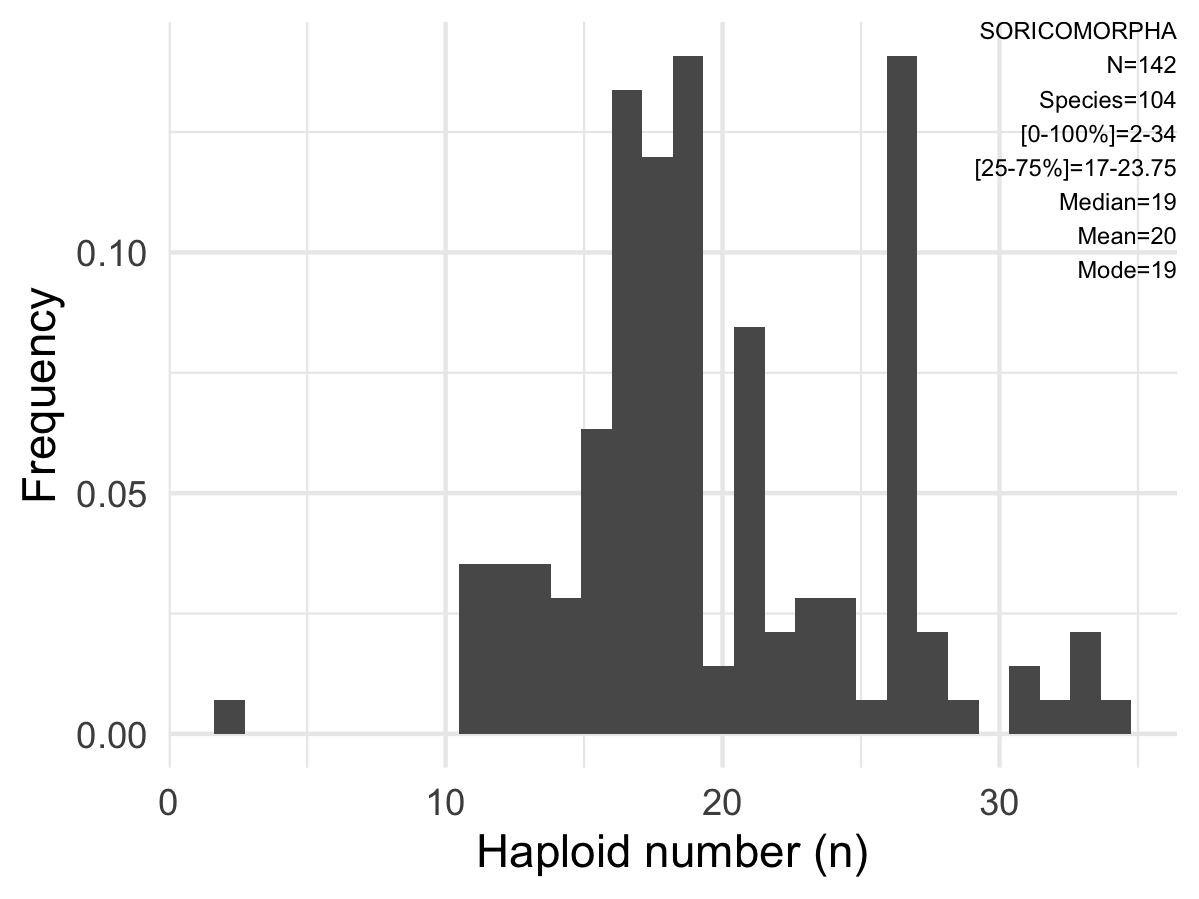 SORICOMORPHA
N=142
Species=104
[0-100%]=2-34
[25-75%]=17-23.75
Median=19
Mean=20
Mode=19
Frequency
0.10
0.05
0.00
0 10 20 30
Haploid number (n)